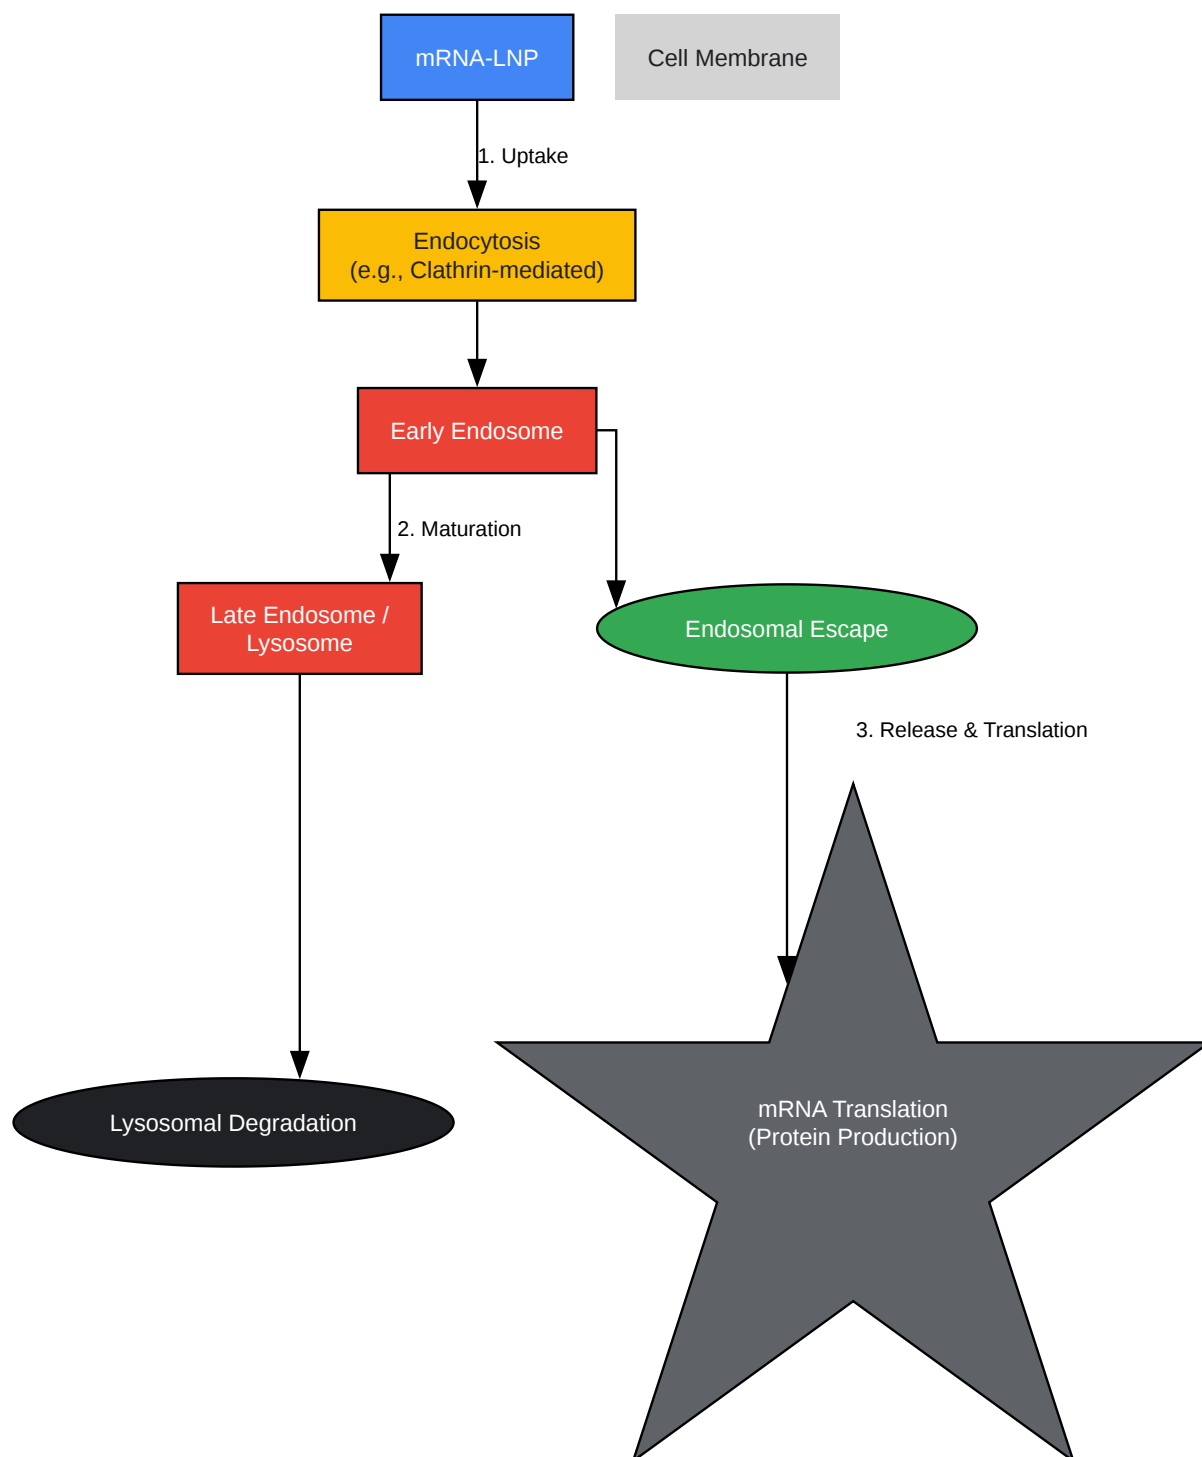 mRNA-LNP
Cell Membrane
1. Uptake
Endocytosis
(e.g., Clathrin-mediated)
Early Endosome
2. Maturation
Late Endosome /
Lysosome
Endosomal Escape
3. Release & Translation
mRNA Translation
(Protein Production)
Lysosomal Degradation